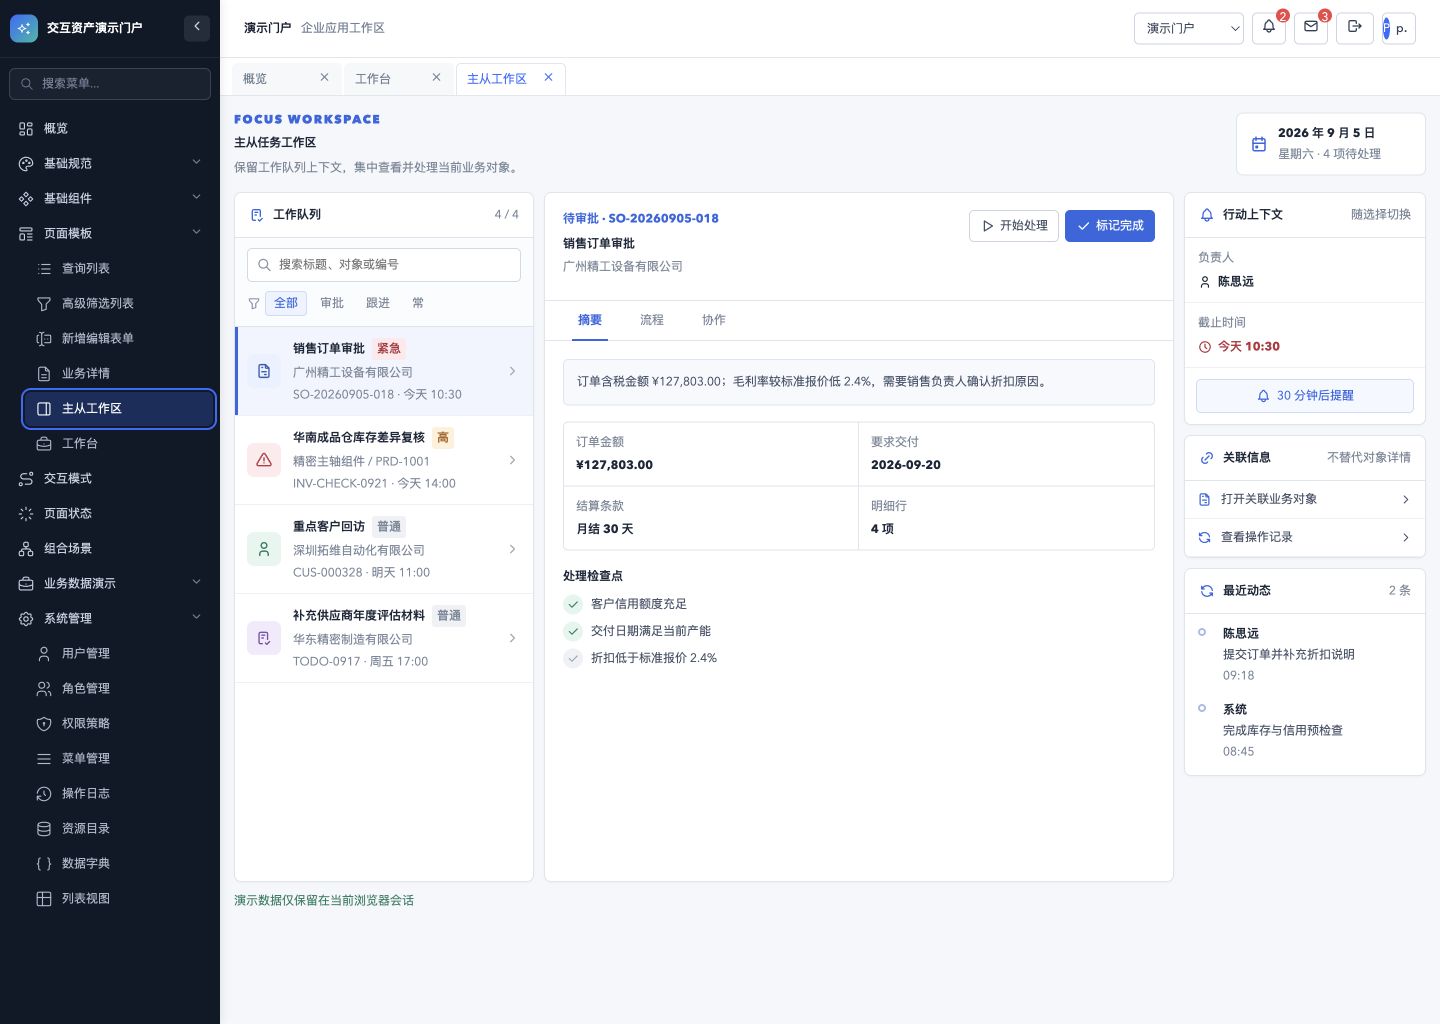 交互资产演示门户
搜索菜单...
概览
基础规范
基础组件
页面模板
查询列表
高级筛选列表
新增编辑表单
业务详情
主从工作区
工作台
交互模式
页面状态
组合场景
业务数据演示
系统管理
用户管理
角色管理
权限策略
菜单管理
操作日志
资源目录
数据字典
列表视图
演示门户 企业应用工作区
演示门户
2
3
p.
概览
工作台
主从工作区
FOCUS WORKSPACE
主从任务工作区
保留工作队列上下文，集中查看并处理当前业务对象。
2026 年 9 月 5 日
星期六 · 4 项待处理
工作队列 4 / 4
搜索标题、对象或编号
全部 审批 跟进 常
销售订单审批 紧急
广州精工设备有限公司
SO-20260905-018 · 今天 10:30
华南成品仓库存差异复核 高
精密主轴组件 / PRD-1001
INV-CHECK-0921 · 今天 14:00
重点客户回访 普通
深圳拓维自动化有限公司
CUS-000328 · 明天 11:00
补充供应商年度评估材料 普通
华东精密制造有限公司
TODO-0917 · 周五 17:00
待审批 · SO-20260905-018
销售订单审批
广州精工设备有限公司
开始处理
标记完成
摘要 流程 协作
订单含税金额 ¥127,803.00；毛利率较标准报价低 2.4%，需要销售负责人确认折扣原因。
订单金额
¥127,803.00
要求交付
2026-09-20
结算条款
月结 30 天
明细行
4 项
处理检查点
客户信用额度充足
交付日期满足当前产能
折扣低于标准报价 2.4%
行动上下文 随选择切换
负责人
陈思远
截止时间
今天 10:30
30 分钟后提醒
关联信息 不替代对象详情
打开关联业务对象
查看操作记录
最近动态 2 条
陈思远
提交订单并补充折扣说明
09:18
系统
完成库存与信用预检查
08:45
演示数据仅保留在当前浏览器会话